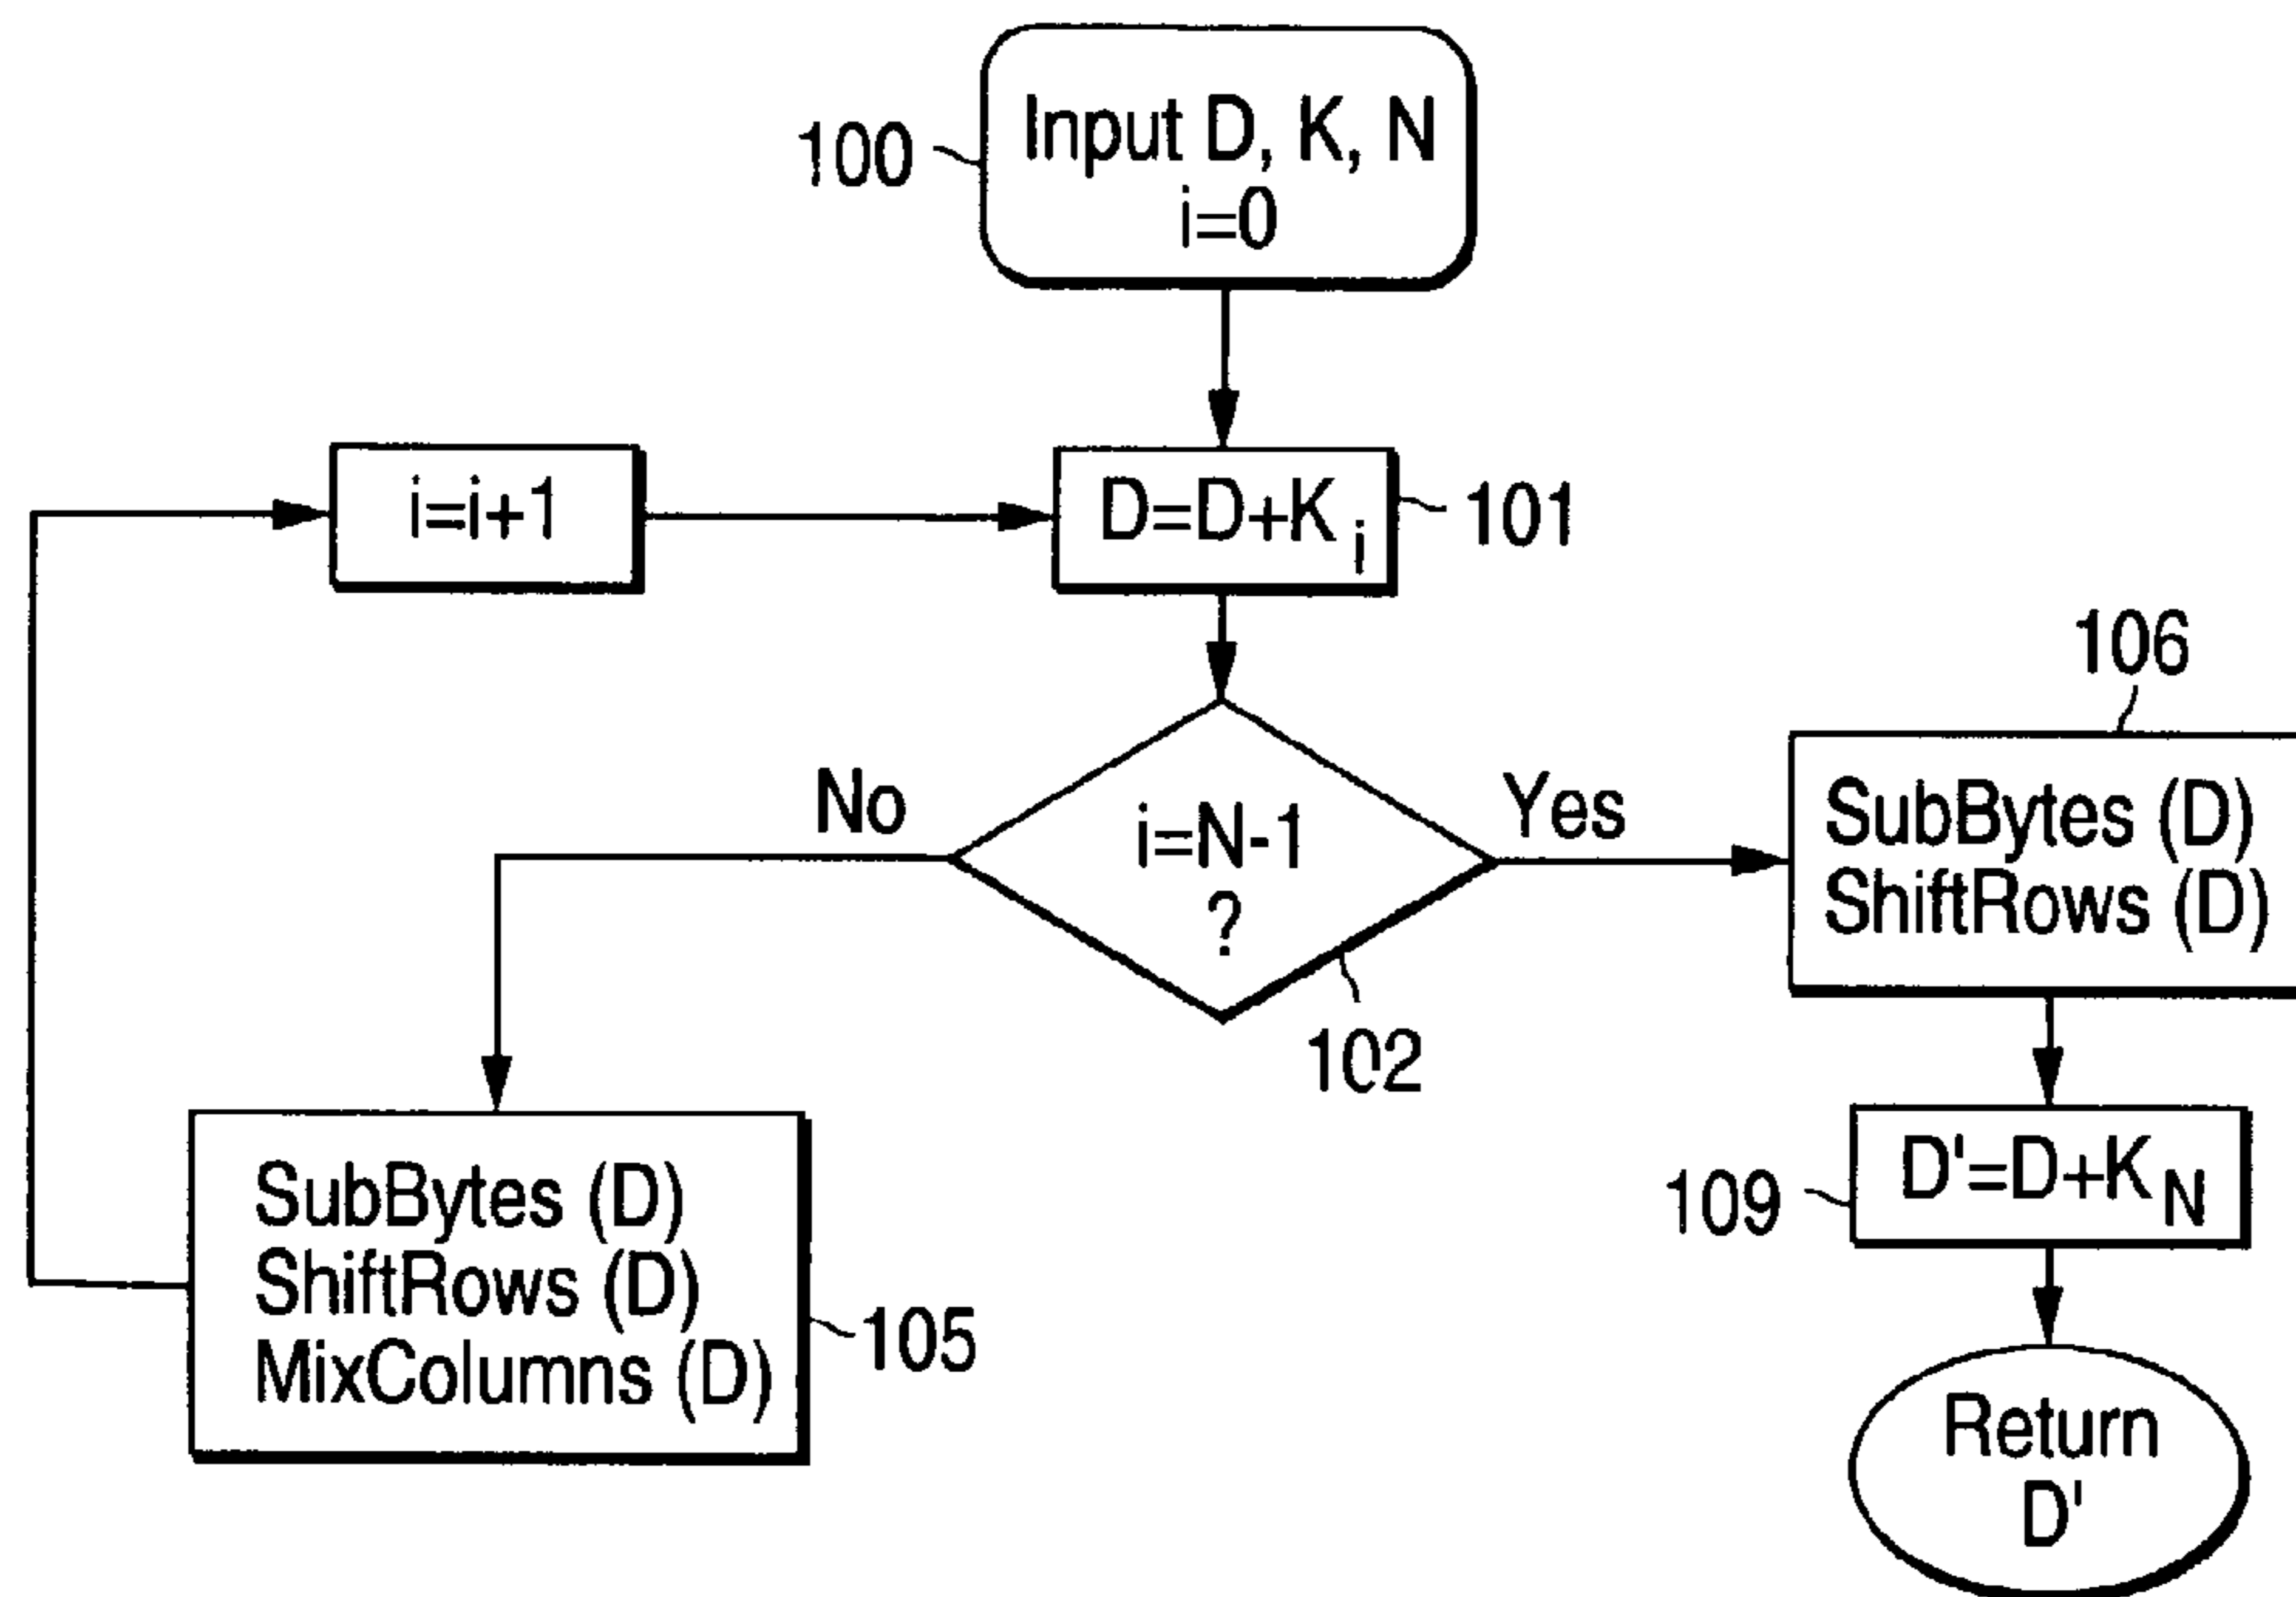 100
Input D, K, N
i=0
i=i+1
D=D+K i
101
106
No
i=N-1
?
Yes
102
SubBytes (D)
ShiftRows (D)
SubBytes (D)
ShiftRows (D)
MixColumns (D)
105
109
D'=D+K N
Return
D'